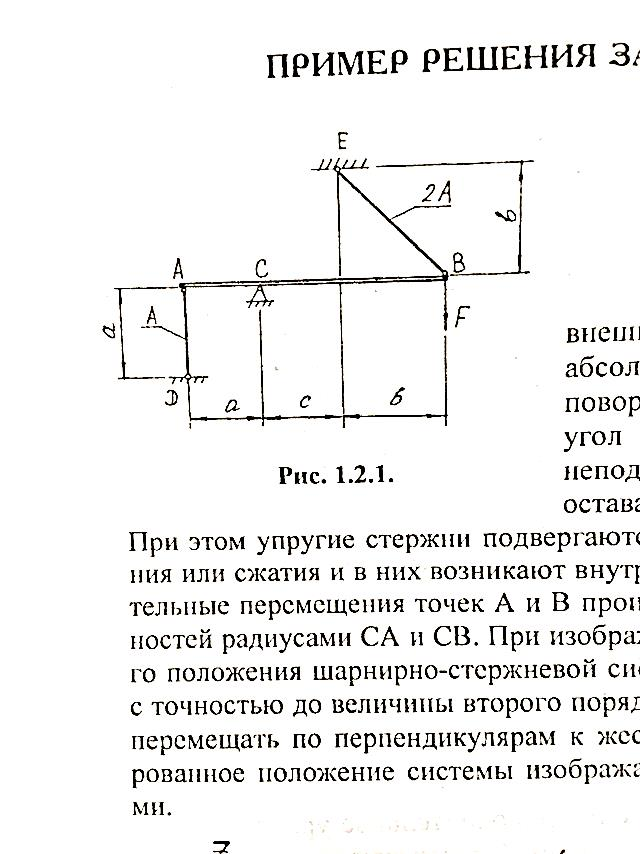 ПРИМЕР РЕШЕНИЯ ЗА
E
2A
в
A
C
B
a
A
F
D
a
c
в
Рис. 1.2.1.
внеш
абсол
повор
угол
непод
остава
При этом упругие стержни подвергаютс
ния или сжатия и в них возникают внутр
тельные перемещения точек А и В прои
ностей радиусами СА и СВ. При изобра
го положения шарнирно-стержневой си
с точностью до величины второго поряд
перемещать по перпендикулярам к жес
рованное положение системы изобража
ми.